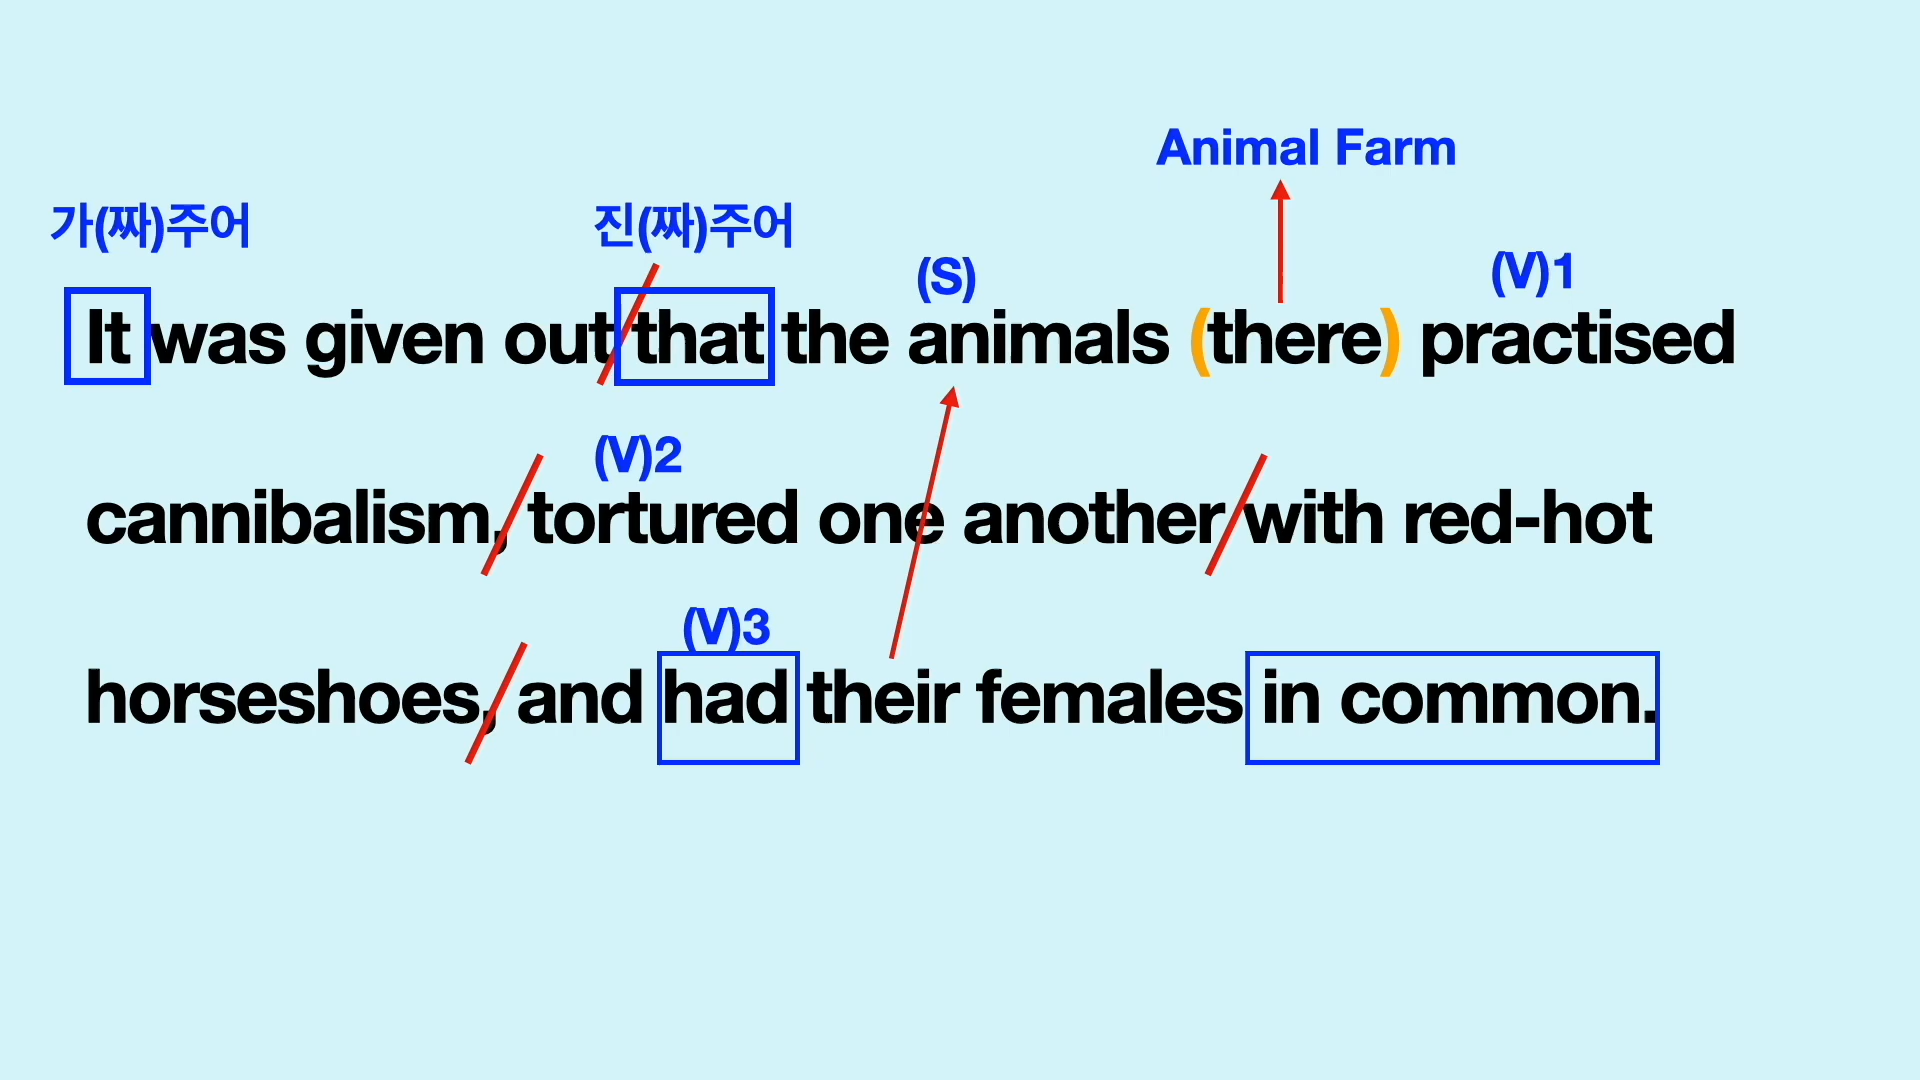 Animal Farm
가(짜)주어 진(짜)주어
(S) (V)1
It was given out that the animals (there) practised
(V)2
cannibalism, tortured one another with red-hot
(V)3
horseshoes, and had their females in common.